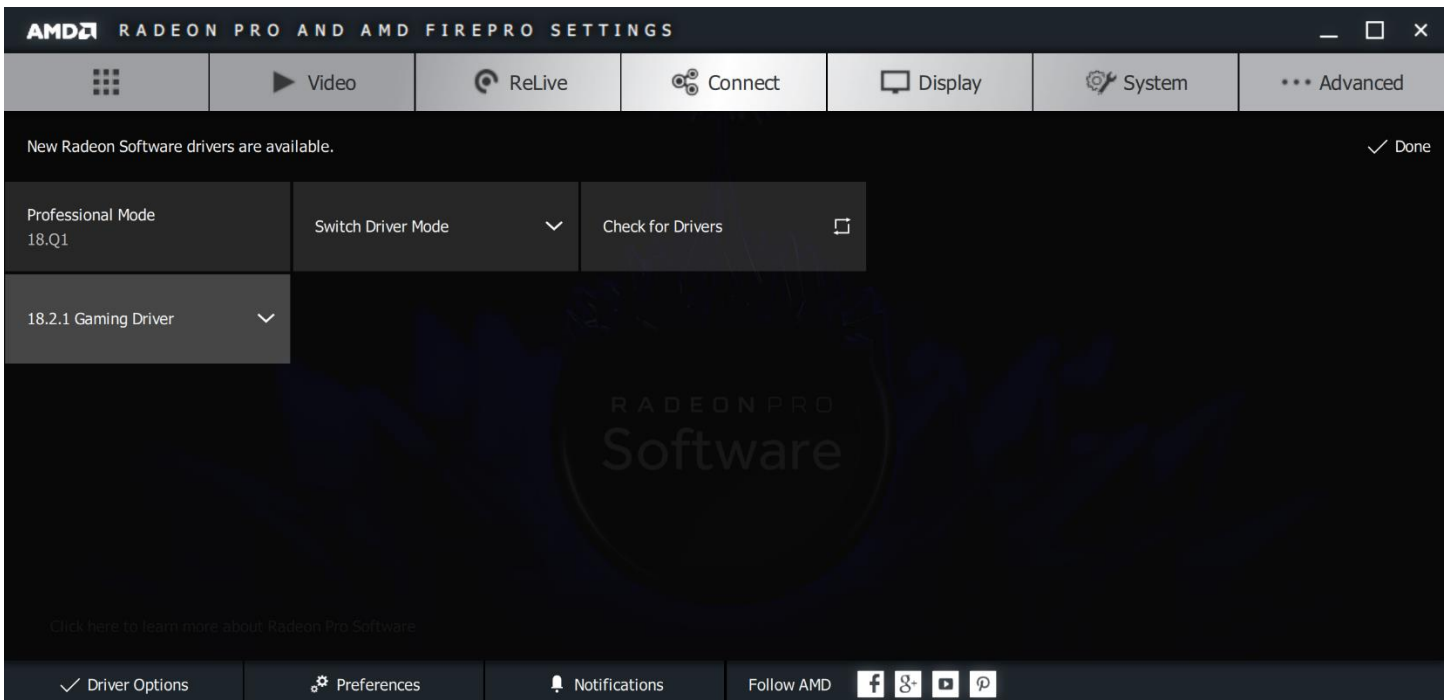 AMD RADEON PRO AND AMD FIREPRO SETTINGS
Video
ReLive
Connect
Display
System
Advanced
New Radeon Software drivers are available.
Done
Professional Mode
18.Q1
Switch Driver Mode
Check for Drivers
18.2.1 Gaming Driver
RADEON PRO
Software
Click here to learn more about Radeon Pro Software
Driver Options
Preferences
Notifications
Follow AMD